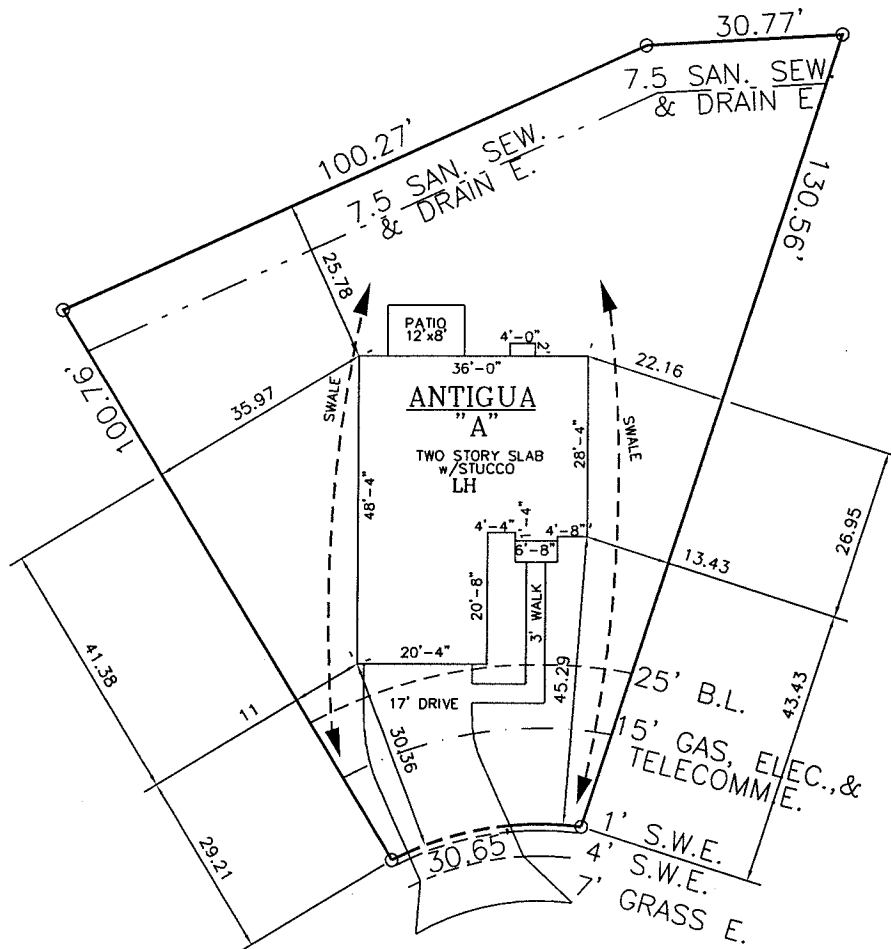 30.77'
7.5 SAN. SEW.
& DRAIN E.
100.27'
7.5 SAN. SEW.
& DRAIN E.
130.56'
25.78
PATIO
12'x8'
4'-0"
2'
36'-0"
22.16
100.76'
35.97
SWALE
ANTIGUA
"A"
TWO STORY SLAB
w/STUCCO
LH
28'-4"
SWALE
48'-4"
4'-4"
1'-4"
4'-8"
6'-8"
13.43
26.95
20'-8"
3' WALK
41.38
20'-4"
45.29
43.43
11
17' DRIVE
25' B.L.
30.36
15' GAS, ELEC.,&
TELECOMM.E.
29.21
30.65'
1' S.W.E.
4' S.W.E.
7' GRASS E.